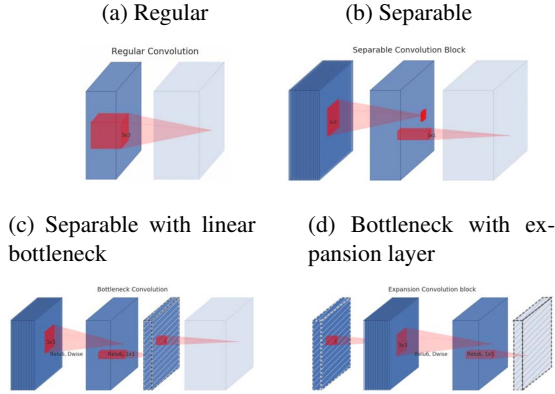 (a) Regular
(b) Separable
Regular Convolution
Separable Convolution Block
3x3
3x3
1x1
(c) Separable with linear
bottleneck
(d) Bottleneck with ex-
pansion layer
Bottleneck Convolution
Expansion Convolution block
3x3
Relu6, Dwise
Relu6, 1x1
3x3
Relu6, Dwise
Relu6, 1x1